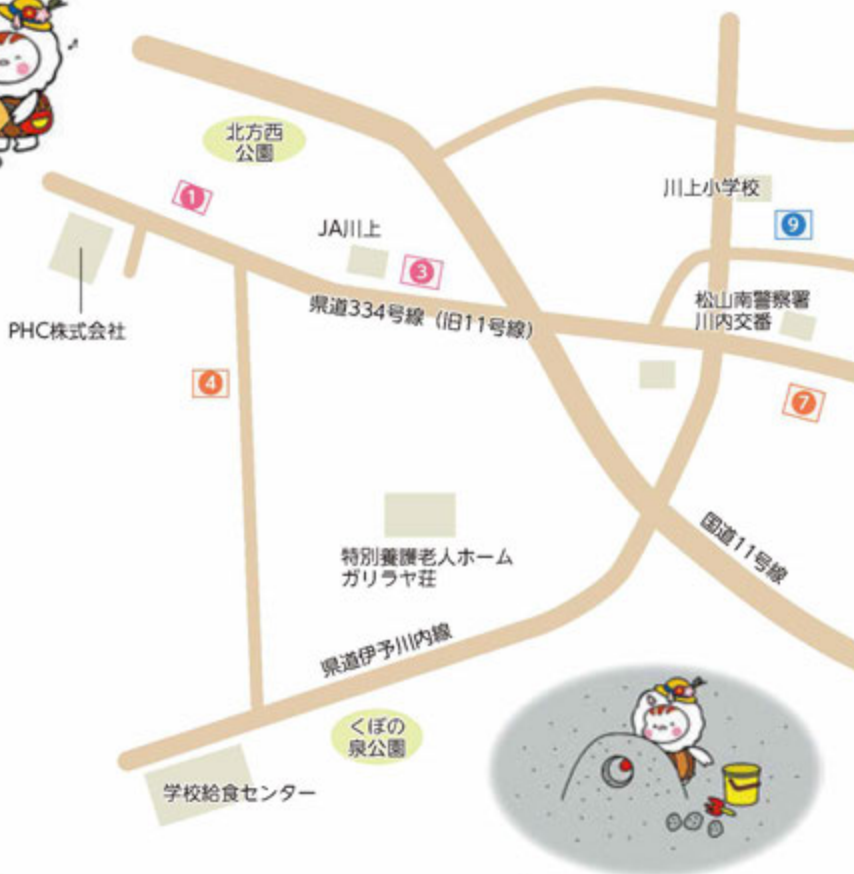 北方西
公園
①
川上小学校
JA川上
⑨
③
県道334号線（旧11号線）
松山南警察署
川内交番
PHC株式会社
④
⑦
国道11号線
特別養護老人ホーム
ガリラヤ荘
県道伊予川内線
くぼの
泉公園
学校給食センター